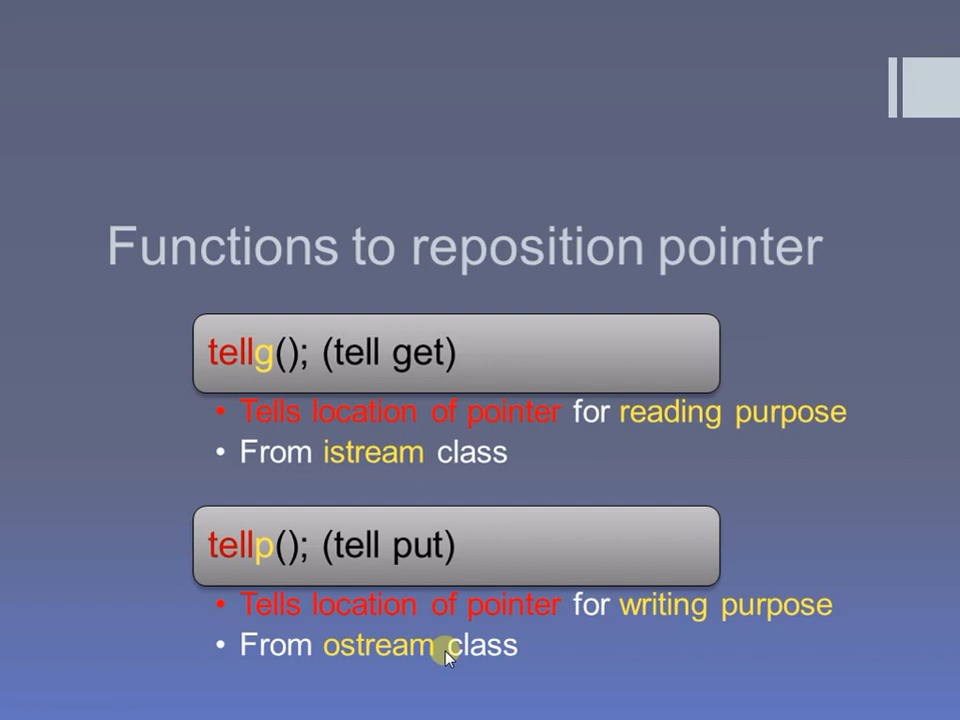 Functions to reposition pointer
tellg(); (tell get)
• Tells location of pointer for reading purpose
• From istream class
tellp(); (tell put)
• Tells location of pointer for writing purpose
• From ostream class